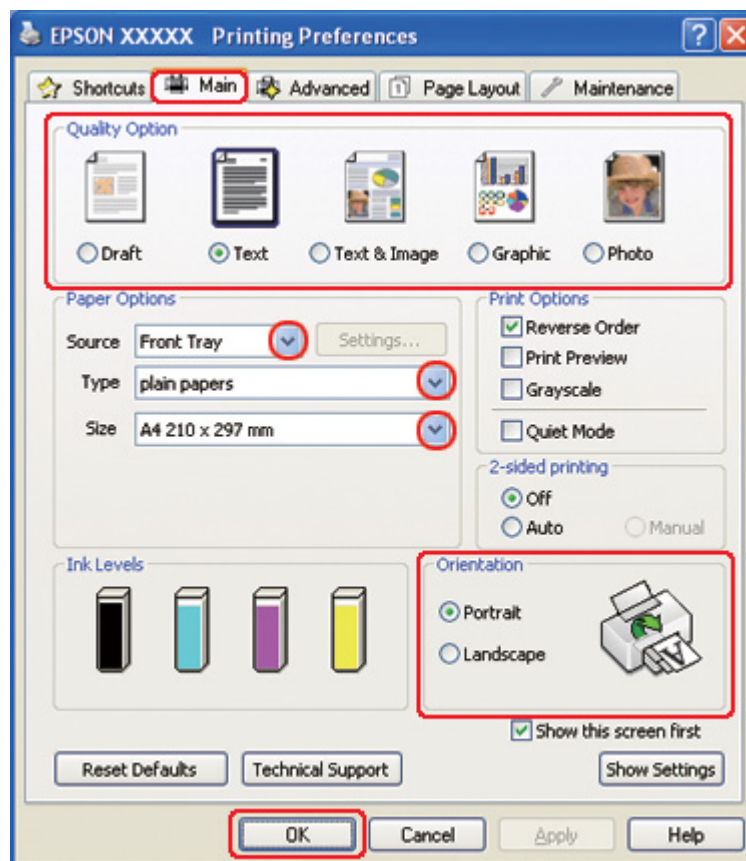 EPSON XXXXX Printing Preferences
Shortcuts Main Advanced 1 Page Layout Maintenance
Quality Option
Draft Text Text & Image Graphic Photo
Paper Options
Source Front Tray Settings...
Type plain papers
Size A4 210 x 297 mm
Print Options
Reverse Order
Print Preview
Grayscale
Quiet Mode
2-sided printing
Off
Auto Manual
Ink Levels
Orientation
Portrait
Landscape
A
Show this screen first
Reset Defaults Technical Support Show Settings
OK Cancel Apply Help